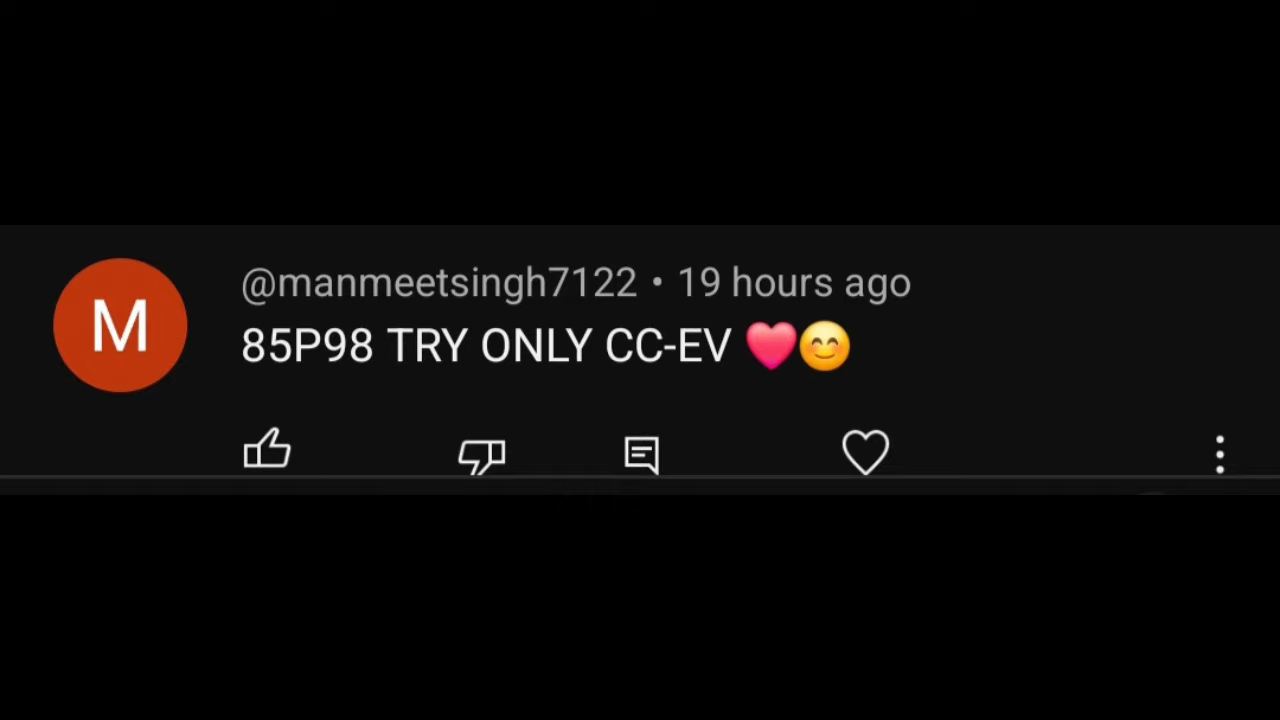 M
@manmeetsingh7122 • 19 hours ago
85P98 TRY ONLY CC-EV 💗😊